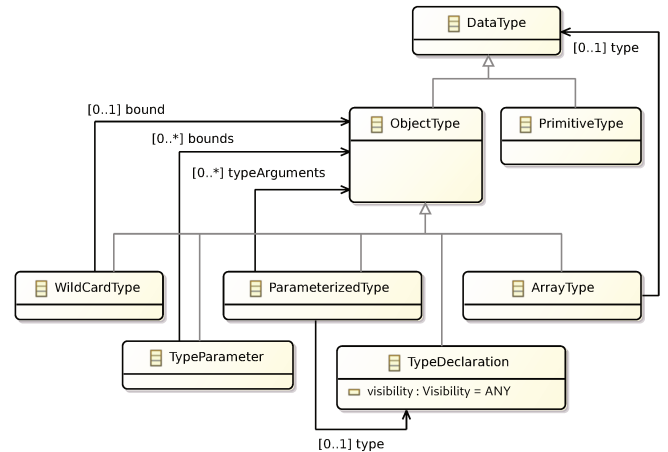 DataType
[0..1] type
[0..1] bound
ObjectType
PrimitiveType
[0..*] bounds
[0..*] typeArguments
WildCardType
ParameterizedType
ArrayType
TypeParameter
TypeDeclaration
visibility : Visibility = ANY
[0..1] type